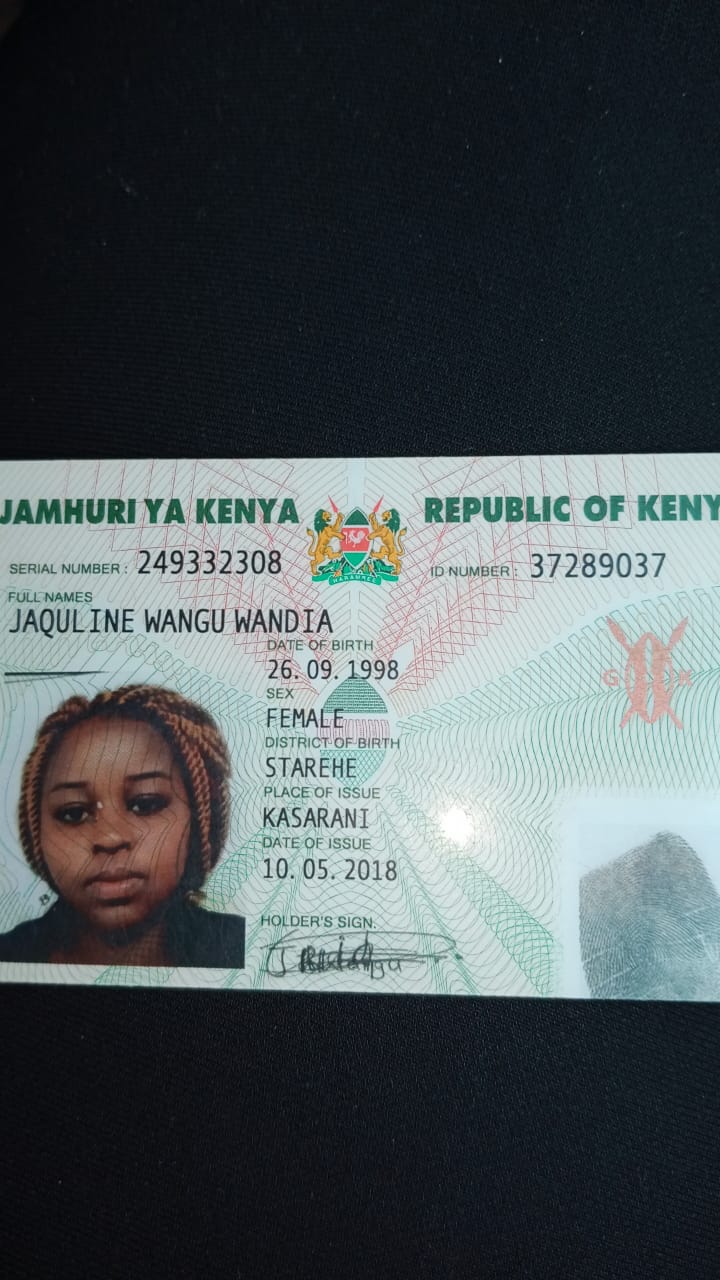 JAMHURI YA KENYA REPUBLIC OF KENY
SERIAL NUMBER : 249332308 ID NUMBER : 37289037
FULL NAMES
JAQULINE WANGU WANDIA
DATE OF BIRTH
26. 09. 1998
SEX
FEMALE
DISTRICT OF BIRTH
STAREHE
PLACE OF ISSUE
KASARANI
DATE OF ISSUE
10. 05. 2018
HOLDER'S SIGN.
HARAMBEE
G K